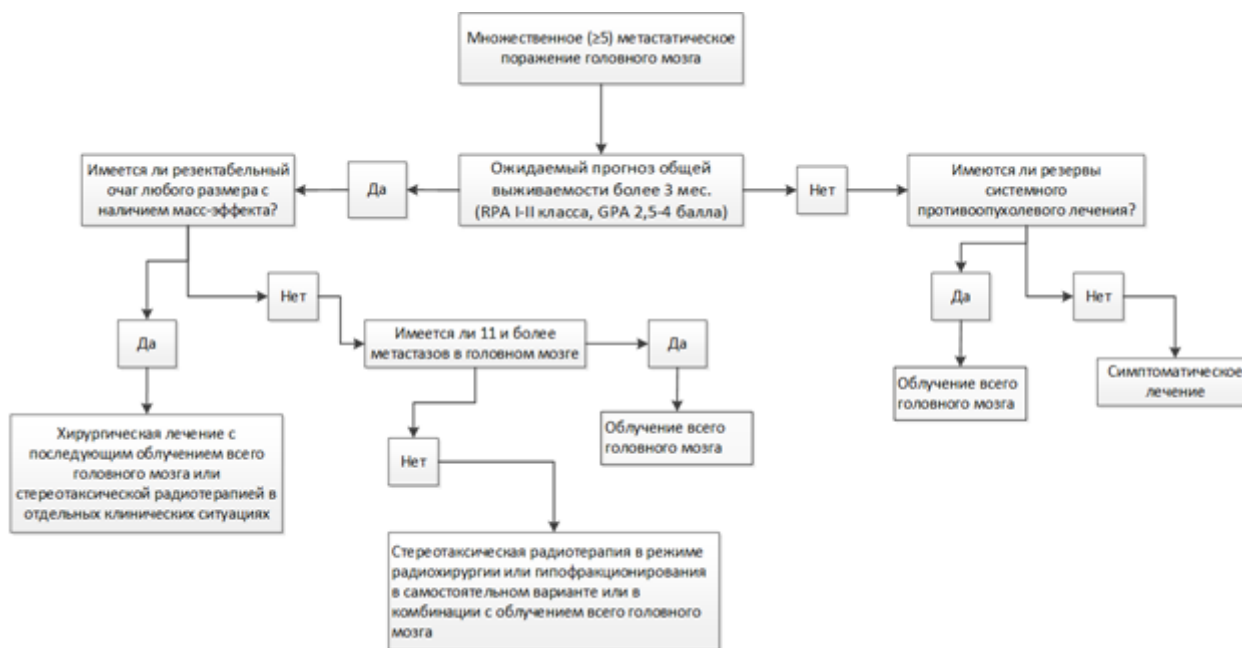 Множественное (≥5) метастатическое
поражение головного мозга
Имеется ли резектабельный
очаг любого размера с
наличием масс-эффекта?
Да
Ожидаемый прогноз общей
выживаемости более 3 мес.
(RPA I-II класса, GPA 2,5-4 балла)
Нет
Имеются ли резервы
системного
противоопухолевого лечения?
Да
Нет
Имеется ли 11 и более
метастазов в головном мозге
Да
Да
Нет
Хирургическая лечение с
последующим облучением всего
головного мозга или
стереотаксической радиотерапией в
отдельных клинических ситуациях
Нет
Облучение всего
головного мозга
Облучение всего
головного мозга
Симптоматическое
лечение
Стереотаксическая радиотерапия в режиме
радиохирургии или гипофракционирования
в самостоятельном варианте или в
комбинации с облучением всего головного
мозга